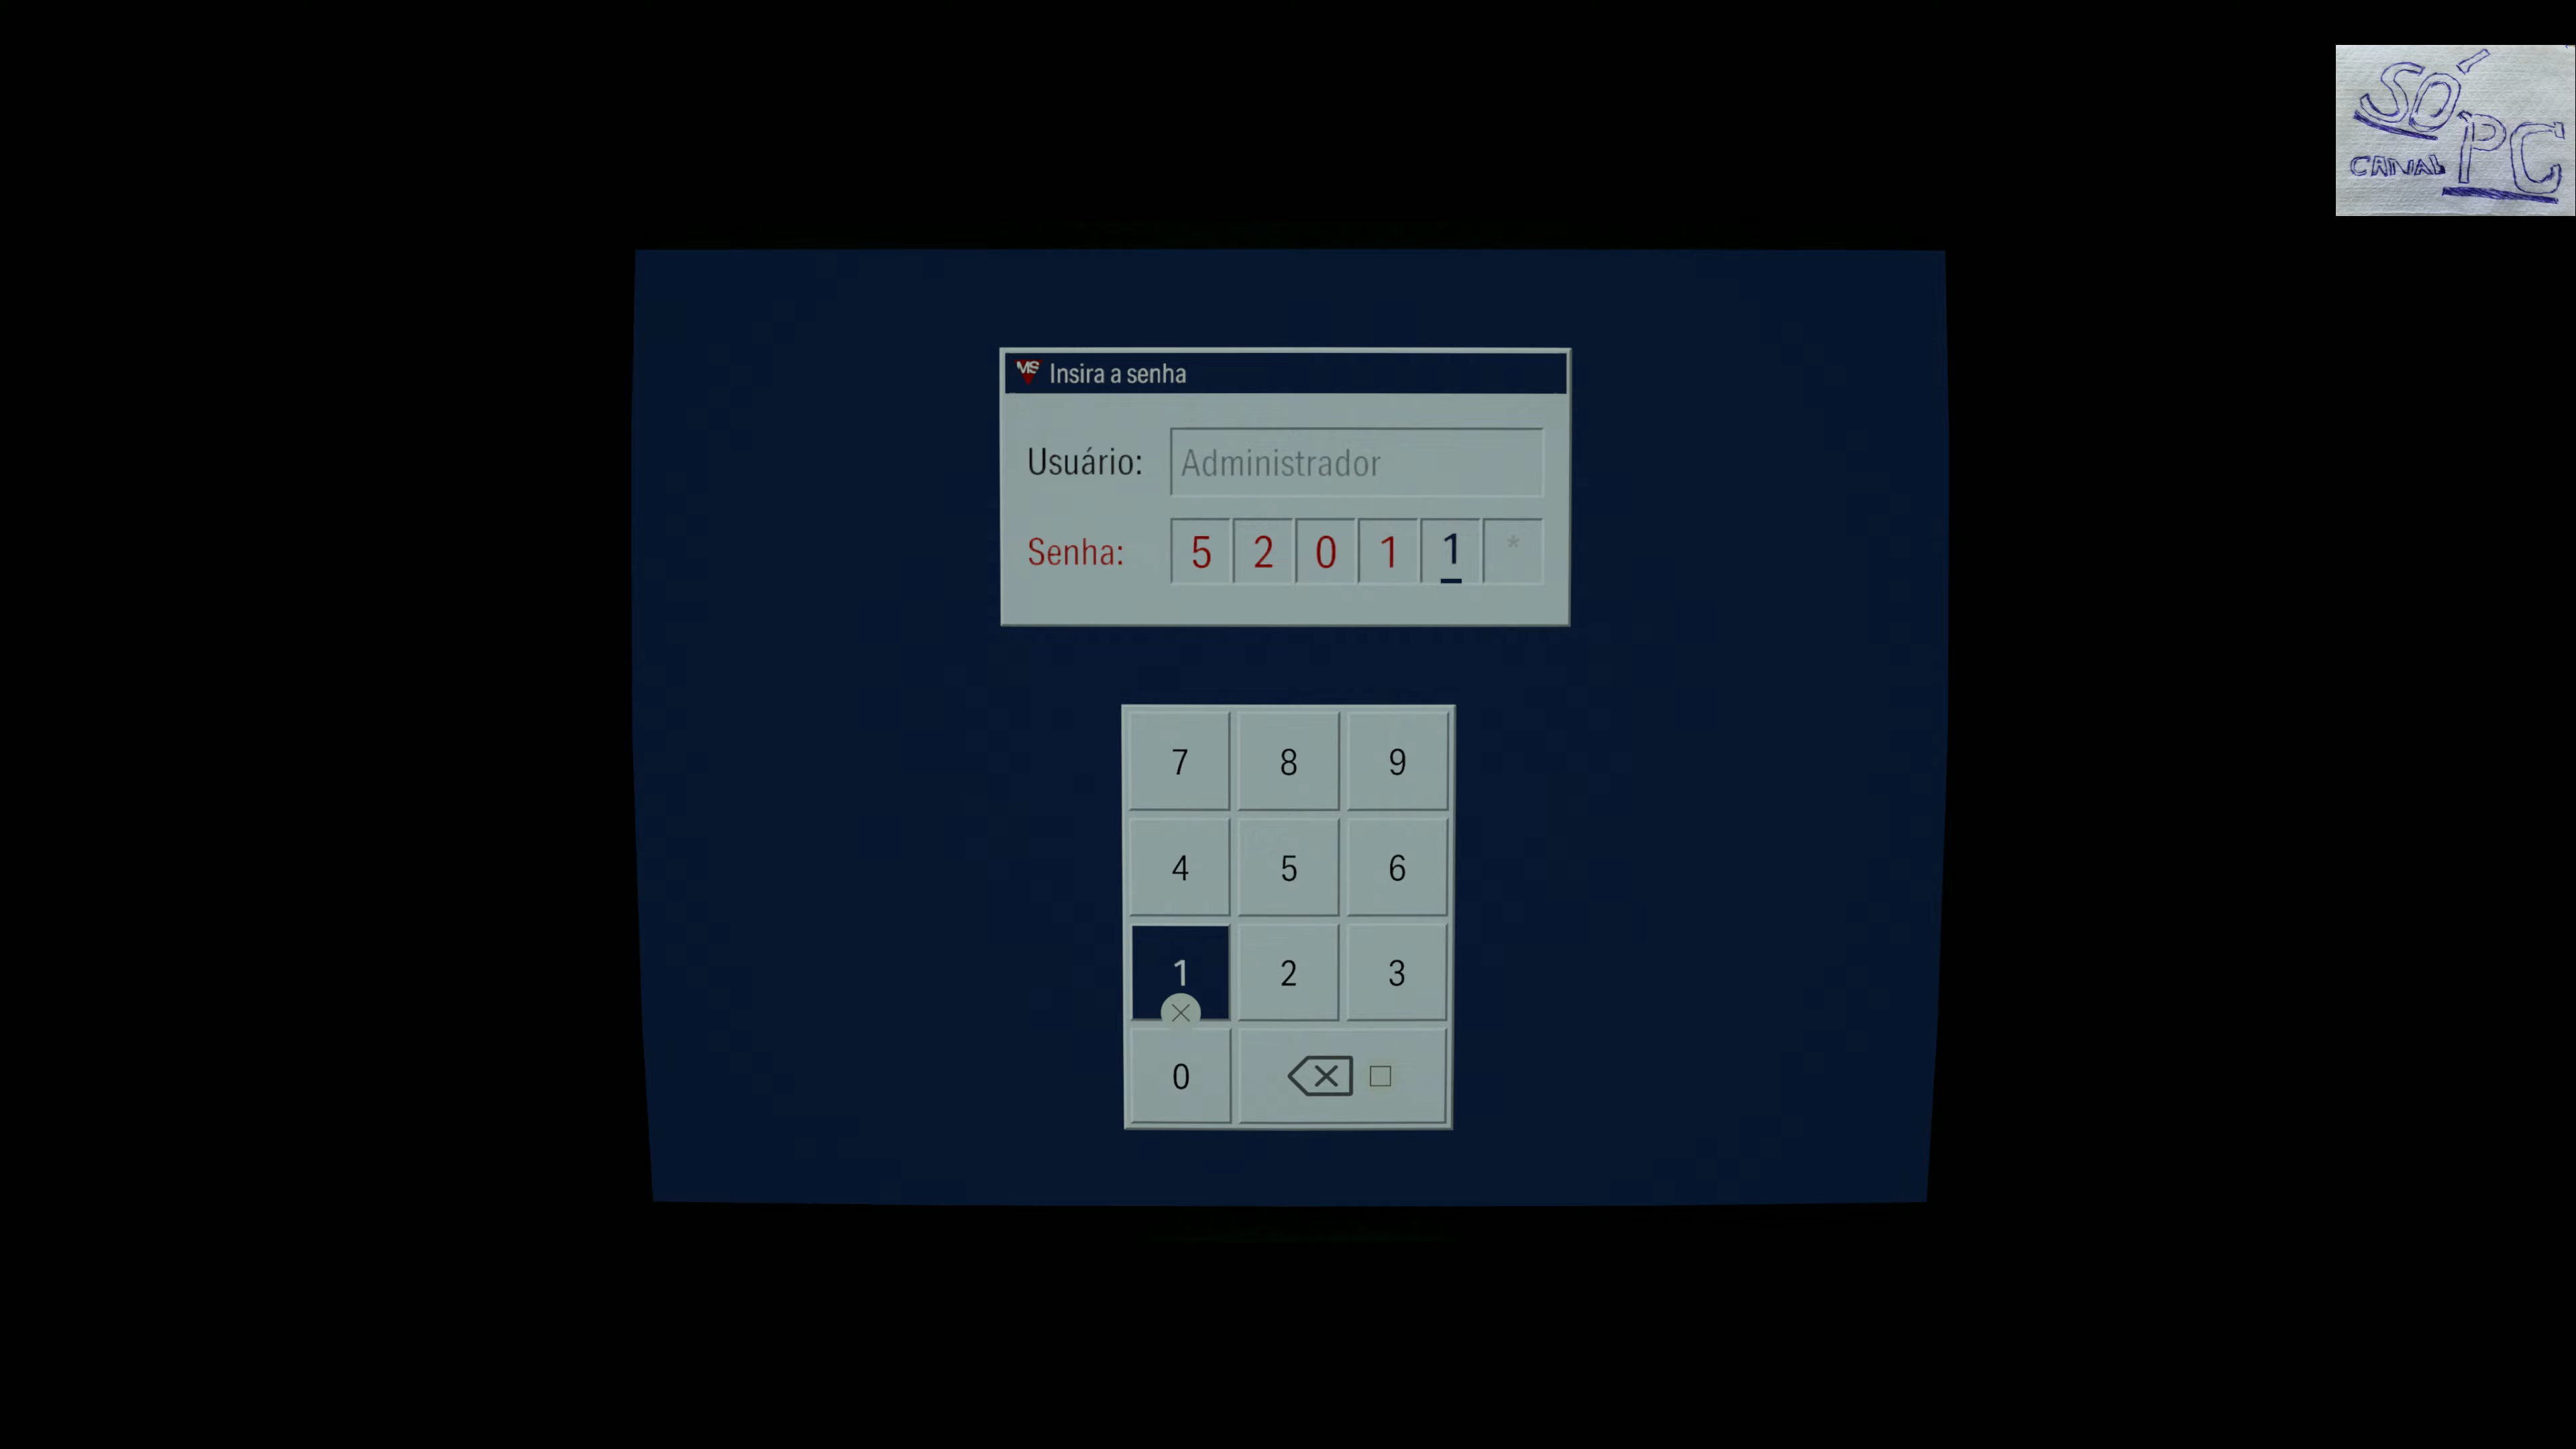 SÓ
CANAL PC
MS Insira a senha
Usuário: Administrador
Senha: 5 2 0 1 1 *
7 8 9
4 5 6
1 2 3
0